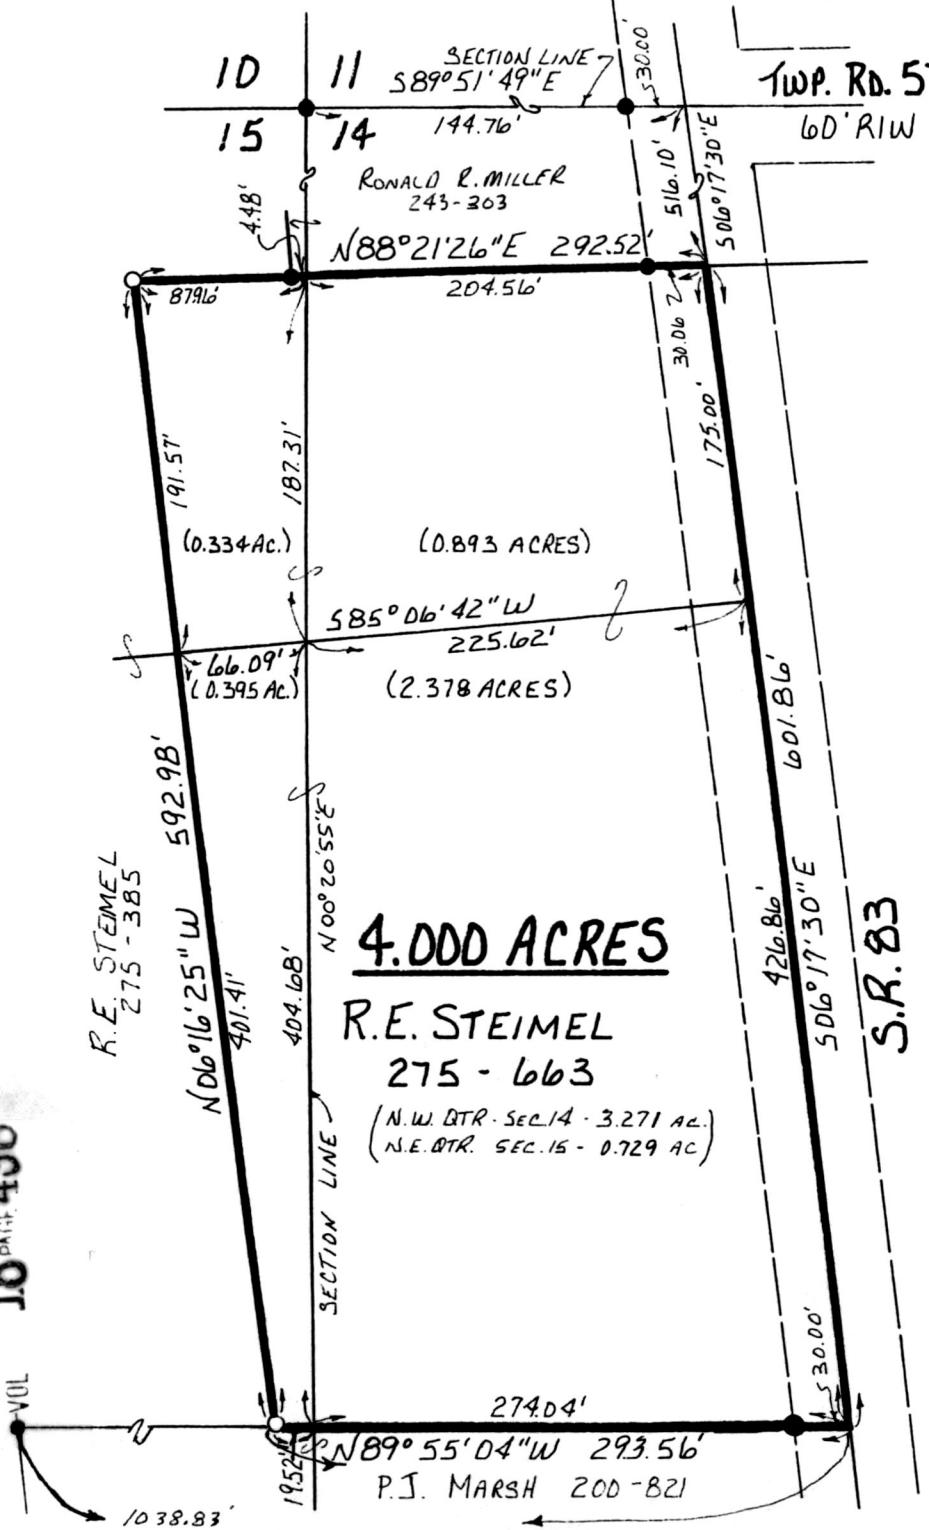 10 11
15 14
SECTION LINE
S89°51'49"E
144.76'
30.00'
TWP. RD.
60' R/W
RONALD R. MILLER
243-303
516.10'
S06°17'30"E
4.48'
N88°21'26"E 292.52'
87.96'
204.56'
30.06
175.00'
191.57'
187.31'
(0.334 AC.)
(0.893 ACRES)
S85°06'42"W
225.62'
66.09'
(0.395 AC.)
(2.378 ACRES)
601.86'
592.98'
N00°20'55"E
R.E. STEIMEL
275-385
4.000 ACRES
R.E. STEIMEL
275-663
(N.W. QTR. SEC. 14 - 3.271 AC.)
(N.E. QTR. SEC. 15 - 0.729 AC)
N06°16'25"W
401.41'
404.68'
426.86'
S06°17'30"E
S.R. 83
SECTION LINE
30.00'
VOL PAGE
274.04'
N89°55'04"W 293.56'
19.52'
P.J. MARSH 200-821
1038.83'